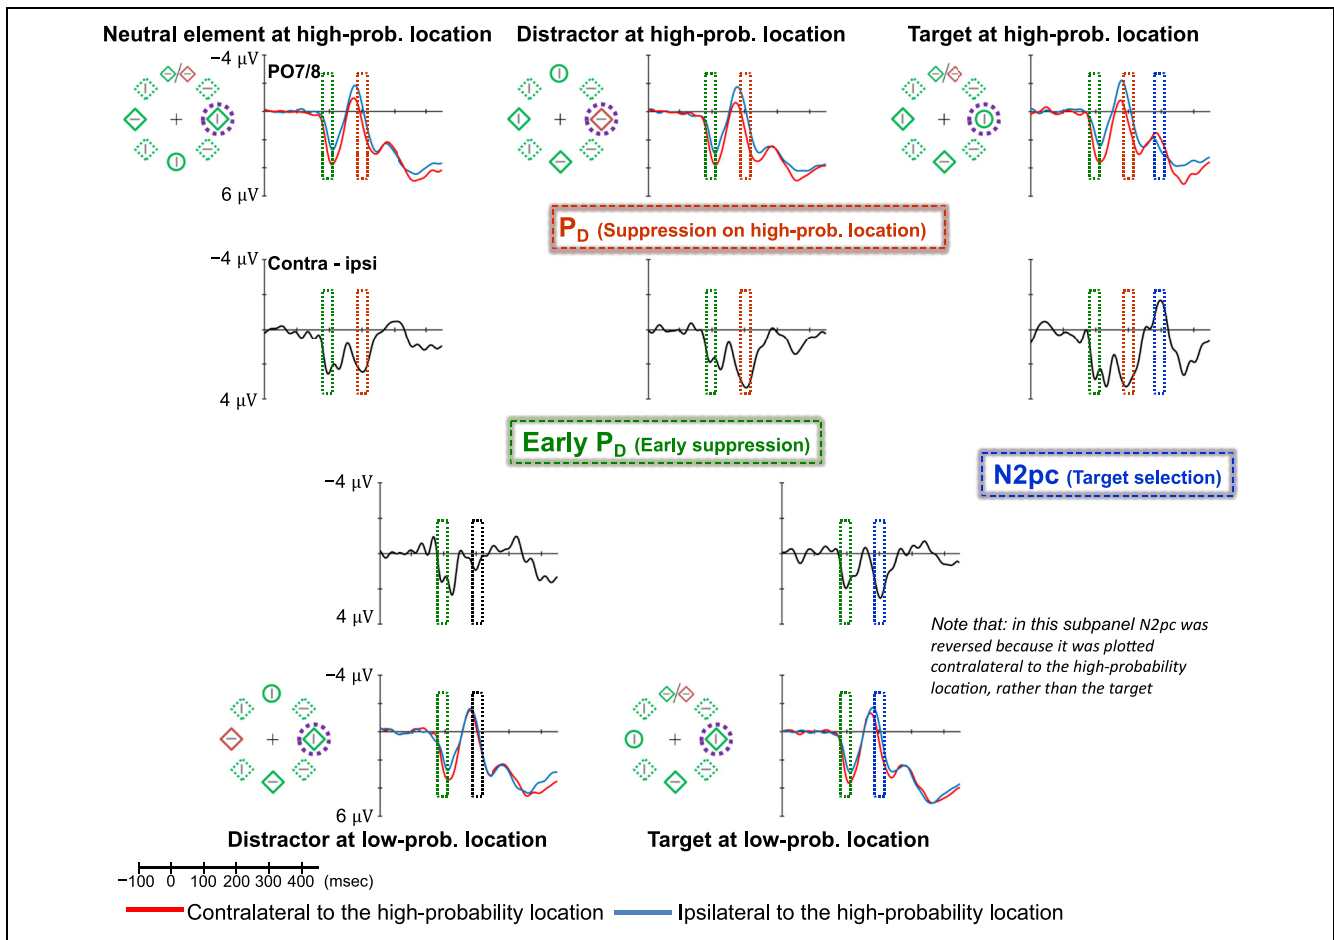 Neutral element at high-prob. location
Distractor at high-prob. location
Target at high-prob. location
−4 μV
PO7/8
6 μV
P_D (Suppression on high-prob. location)
−4 μV
Contra - ipsi
4 μV
Early P_D (Early suppression)
N2pc (Target selection)
−4 μV
4 μV
Note that: in this subpanel N2pc was
reversed because it was plotted
contralateral to the high-probability
location, rather than the target
−4 μV
6 μV
Distractor at low-prob. location
Target at low-prob. location
−100 0 100 200 300 400 (msec)
Contralateral to the high-probability location
Ipsilateral to the high-probability location